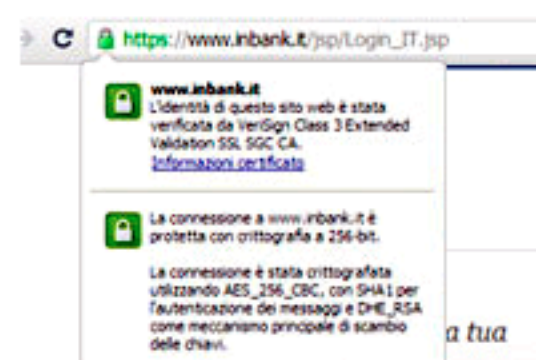 https://www.inbank.it/jsp/Login_IT.jsp
www.inbank.it
L'identità di questo sito web è stata
verificata da VeriSign Class 3 Extended
Validation SSL SGC CA.
Informazioni certificato
La connessione a www.inbank.it è
protetta con crittografia a 256-bit.
La connessione è stata crittografata
utilizzando AES_256_CBC, con SHA1 per
l'autenticazione dei messaggi e DHE_RSA
come meccanismo principale di scambio
delle chiavi.
a tua